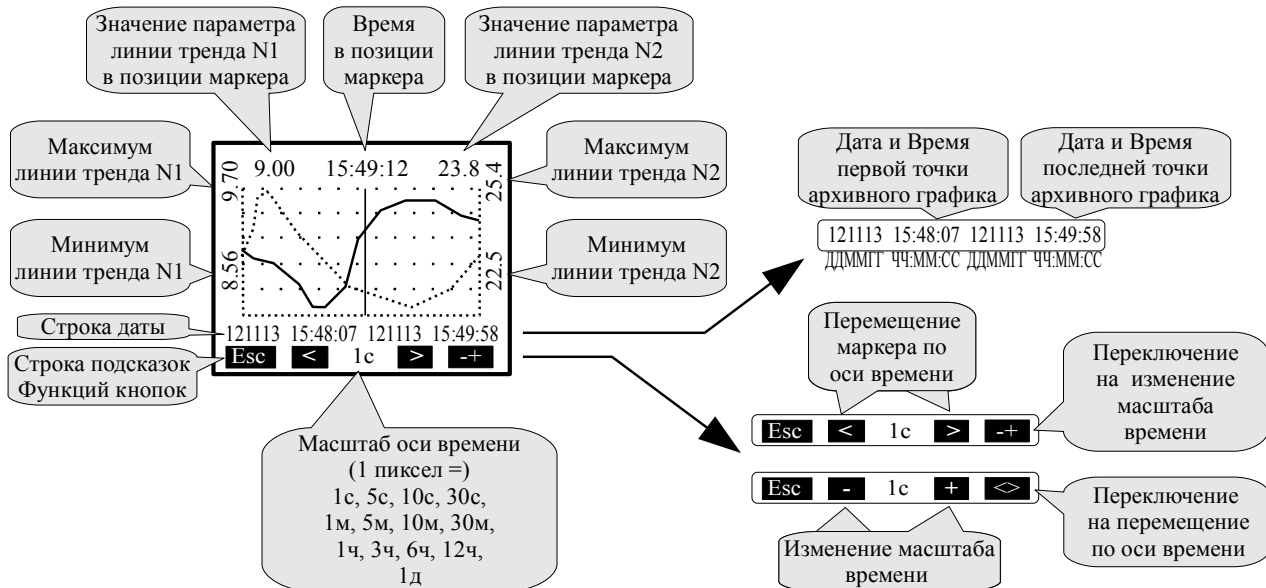 Значение параметра
линии тренда N1
в позиции маркера
Время
в позиции
маркера
Значение параметра
линии тренда N2
в позиции маркера
Максимум
линии тренда N1
Минимум
линии тренда N1
Строка даты
Строка подсказок
Функций кнопок
9.70
8.56
9.00 15:49:12 23.8
25.4
22.5
121113 15:48:07 121113 15:49:58
Esc < 1с > -+
Максимум
линии тренда N2
Минимум
линии тренда N2
Масштаб оси времени
(1 пиксел =)
1с, 5с, 10с, 30с,
1м, 5м, 10м, 30м,
1ч, 3ч, 6ч, 12ч,
1д
Дата и Время
первой точки
архивного графика
Дата и Время
последней точки
архивного графика
121113 15:48:07 121113 15:49:58
ДДММГГ ЧЧ:ММ:СС ДДММГГ ЧЧ:ММ:СС
Перемещение
маркера по
оси времени
Esc < 1с > -+
Переключение
на изменение
масштаба
времени
Esc - 1с + <>
Изменение масштаба
времени
Переключение
на перемещение
по оси времени